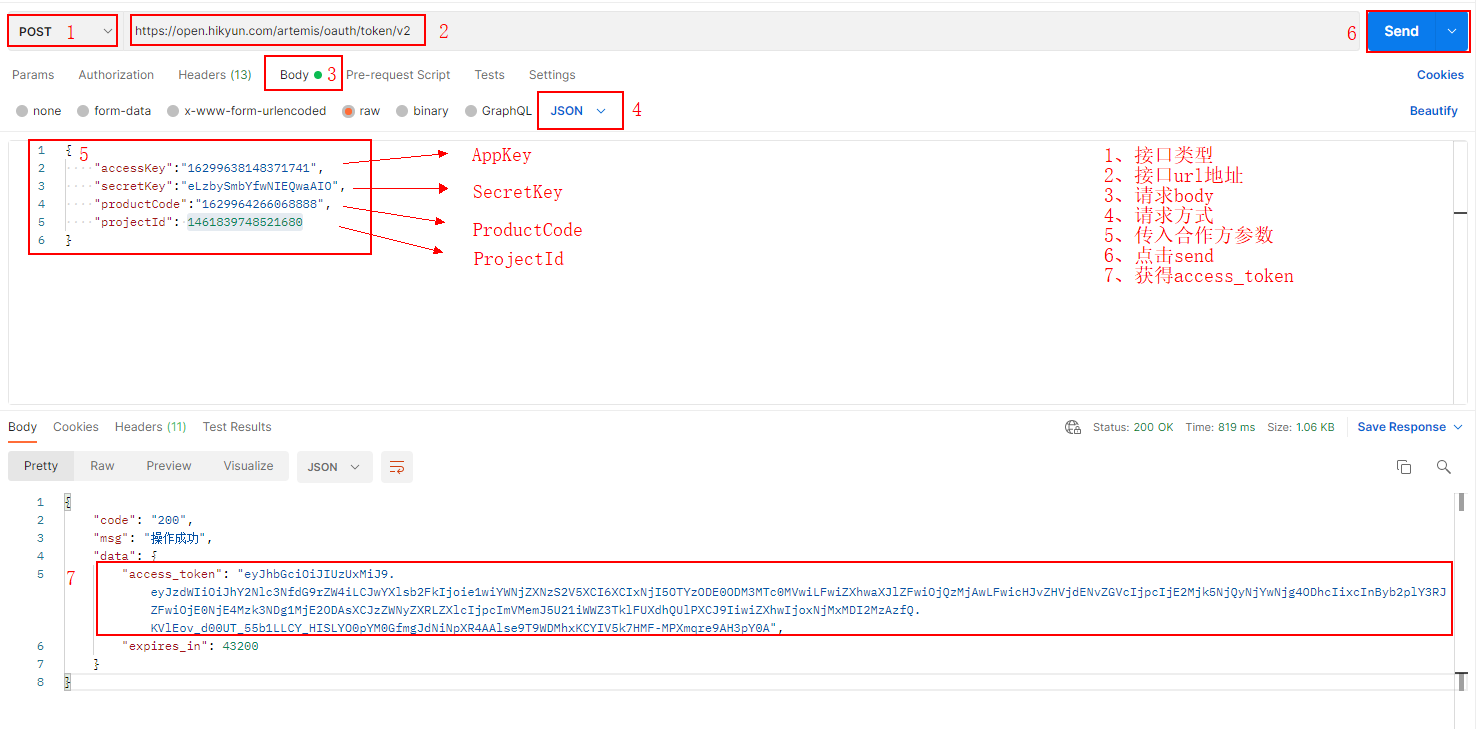 POST 1 https://open.hikyun.com/artemis/oauth/token/v2 2 6 Send
Params Authorization Headers (13) Body 3 Pre-request Script Tests Settings Cookies
none form-data x-www-form-urlencoded raw binary GraphQL JSON 4 Beautify
1 { 5
2 "accessKey":"16299638148371741", AppKey
3 "secretKey":"eLzbySmbYfwNIEQwaAIO", SecretKey
4 "productCode":"1629964266068888", ProductCode
5 "projectId": 1461839748521680 ProjectId
6 }
1、接口类型
2、接口url地址
3、请求body
4、请求方式
5、传入合作方参数
6、点击send
7、获得access_token
Body Cookies Headers (11) Test Results Status: 200 OK Time: 819 ms Size: 1.06 KB Save Response
Pretty Raw Preview Visualize JSON
1 {
2 "code": "200",
3 "msg": "操作成功",
4 "data": {
5 7 "access_token": "eyJhbGciOiJIUzUxMiJ9.
eyJzdWIiOiJhY2Nlc3NfdG9rZW4iLCJwYXlsb2FkIjoie1wiYWNjZXNzS2V5XCI6XCIxNjI5OTYzODE0ODM3MTc0MVwiLFwiZXhwaXJlZFwiOjQzMjAwLFwicHJvZHVjdENvZGVcIjpcIjE2Mjk5NjQyNjYwNjg4ODhcIixcInByb2plY3RJ
ZFwiOjE0NjE4Mzk3NDg1MjE2ODAsXCJzZWNyZXRLZXlcIjpcImVMemJ5U21iWWZ3TklFUXdhQUlPXCJ9IiwiZXhwIjoxNjMxMDI2MzAzfQ.
KVlEov_d00UT_55b1LLCY_HISLYO0pYM0GfmgJdNiNpXR4AAlse9T9WDMhxKCYIV5k7HMF-MPXmqre9AH3pY0A",
6 "expires_in": 43200
7 }
8 }